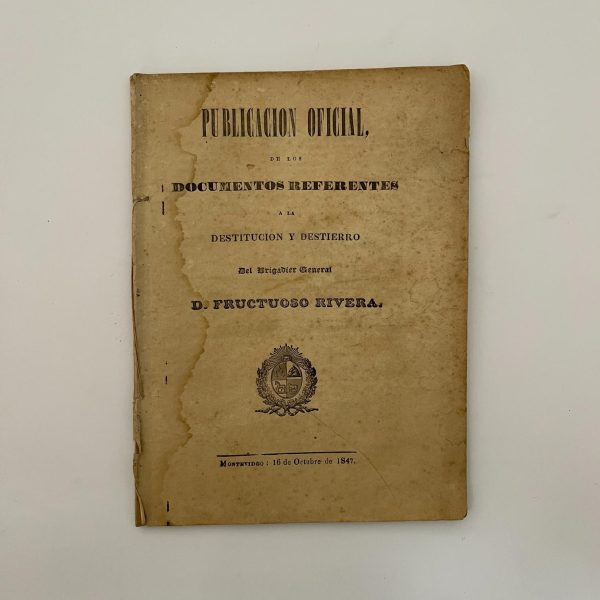 PUBLICACION OFICIAL,
DE LOS
DOCUMENTOS REFERENTES
A LA
DESTITUCION Y DESTIERRO
Del Brigadier General
D. FRUCTUOSO RIVERA.
MONTEVIDEO: 16 de Octubre de 1847.